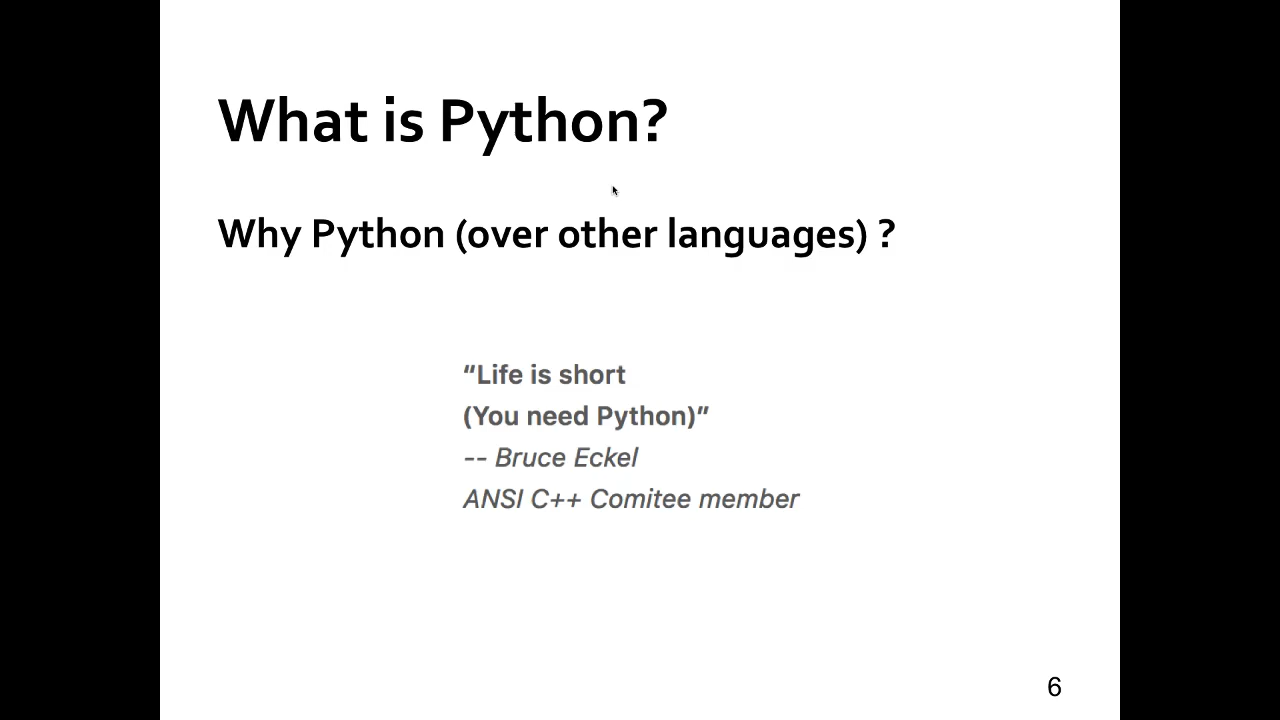 What is Python?
Why Python (over other languages) ?
“Life is short
(You need Python)”
-- Bruce Eckel
ANSI C++ Comitee member
6